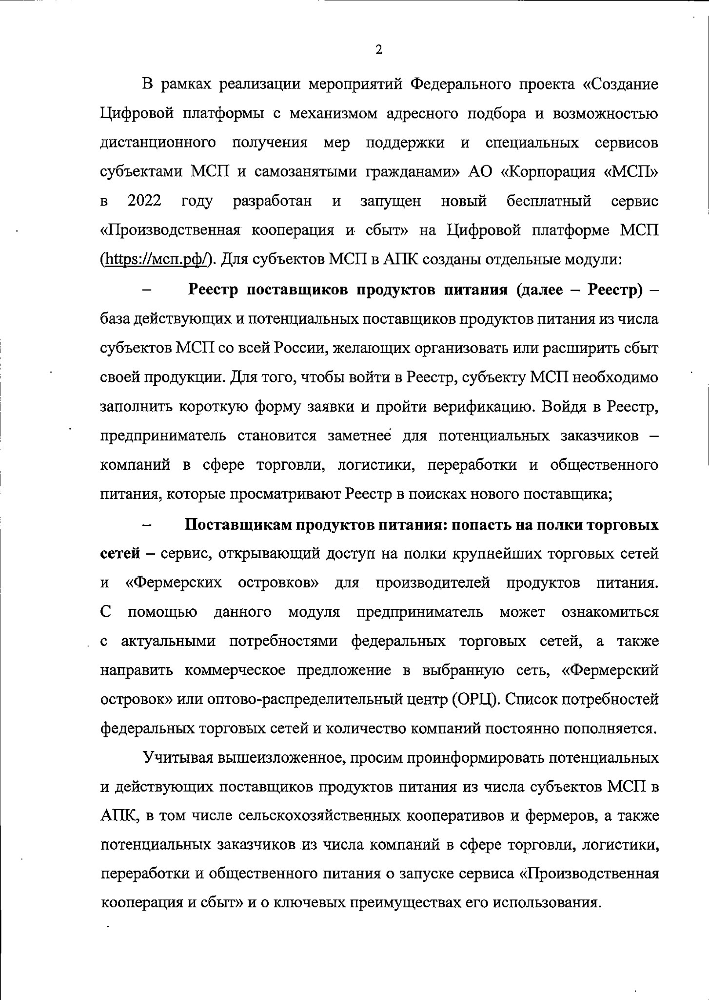 2
В рамках реализации мероприятий Федерального проекта «Создание
Цифровой платформы с механизмом адресного подбора и возможностью
дистанционного получения мер поддержки и специальных сервисов
субъектами МСП и самозанятыми гражданами» АО «Корпорация «МСП»
в 2022 году разработан и запущен новый бесплатный сервис
«Производственная кооперация и сбыт» на Цифровой платформе МСП
(https://мсп.рф/). Для субъектов МСП в АПК созданы отдельные модули:
– Реестр поставщиков продуктов питания (далее – Реестр) –
база действующих и потенциальных поставщиков продуктов питания из числа
субъектов МСП со всей России, желающих организовать или расширить сбыт
своей продукции. Для того, чтобы войти в Реестр, субъекту МСП необходимо
заполнить короткую форму заявки и пройти верификацию. Войдя в Реестр,
предприниматель становится заметнее для потенциальных заказчиков –
компаний в сфере торговли, логистики, переработки и общественного
питания, которые просматривают Реестр в поисках нового поставщика;
– Поставщикам продуктов питания: попасть на полки торговых
сетей – сервис, открывающий доступ на полки крупнейших торговых сетей
и «Фермерских островков» для производителей продуктов питания.
С помощью данного модуля предприниматель может ознакомиться
с актуальными потребностями федеральных торговых сетей, а также
направить коммерческое предложение в выбранную сеть, «Фермерский
островок» или оптово-распределительный центр (ОРЦ). Список потребностей
федеральных торговых сетей и количество компаний постоянно пополняется.
Учитывая вышеизложенное, просим проинформировать потенциальных
и действующих поставщиков продуктов питания из числа субъектов МСП в
АПК, в том числе сельскохозяйственных кооперативов и фермеров, а также
потенциальных заказчиков из числа компаний в сфере торговли, логистики,
переработки и общественного питания о запуске сервиса «Производственная
кооперация и сбыт» и о ключевых преимуществах его использования.